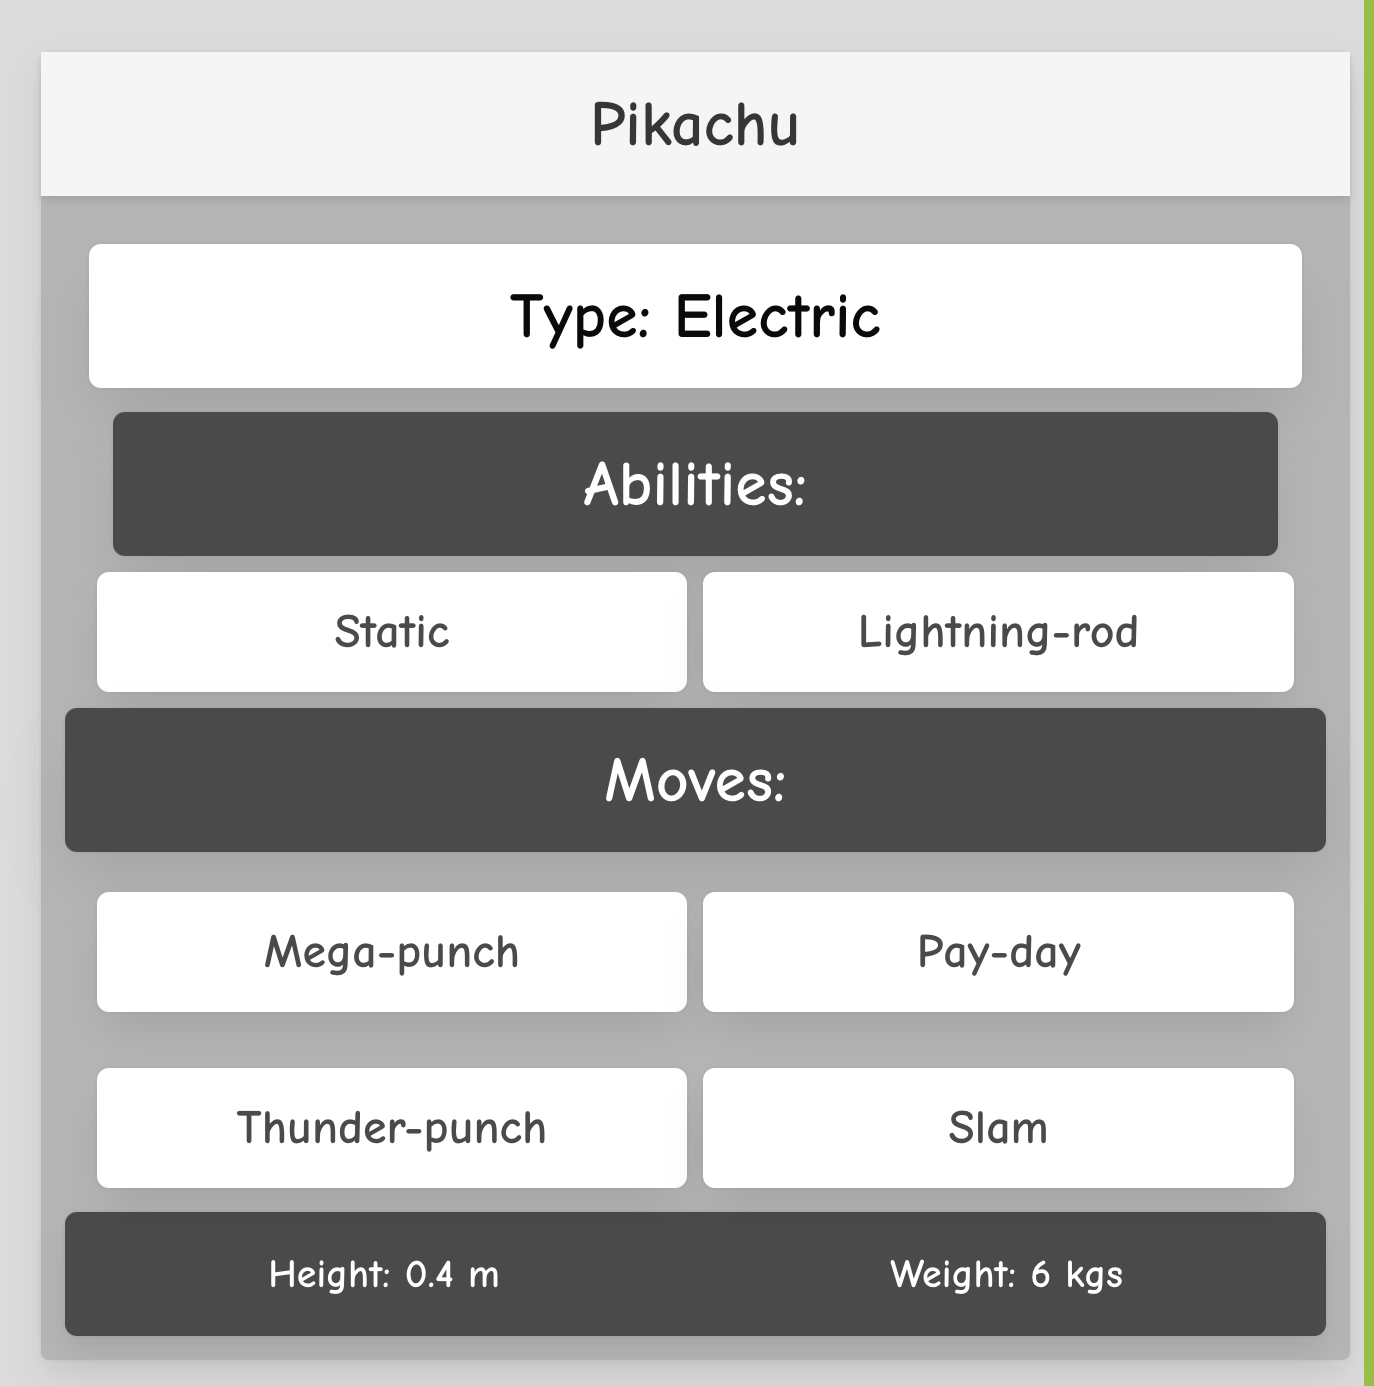 Pikachu
Type: Electric
Abilities:
Static
Lightning-rod
Moves:
Mega-punch
Pay-day
Thunder-punch
Slam
Height: 0.4 m
Weight: 6 kgs